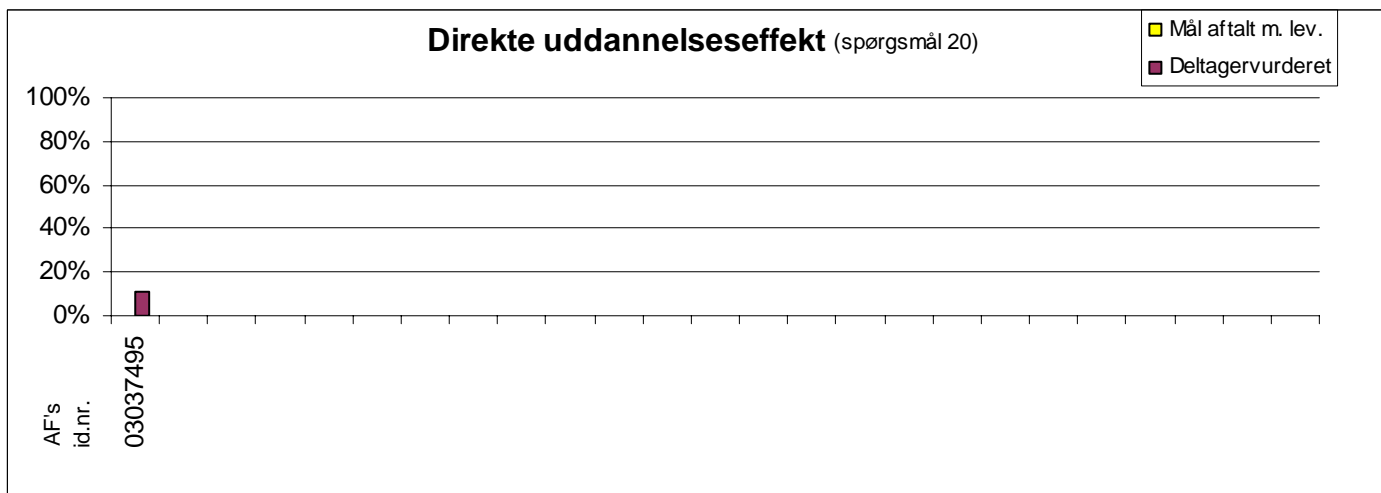 Direkte uddannelseseffekt (spørgsmål 20)
Mål aftalt m. lev.
Deltagervurderet
100%
80%
60%
40%
20%
0%
03037495
AF's
id.nr.